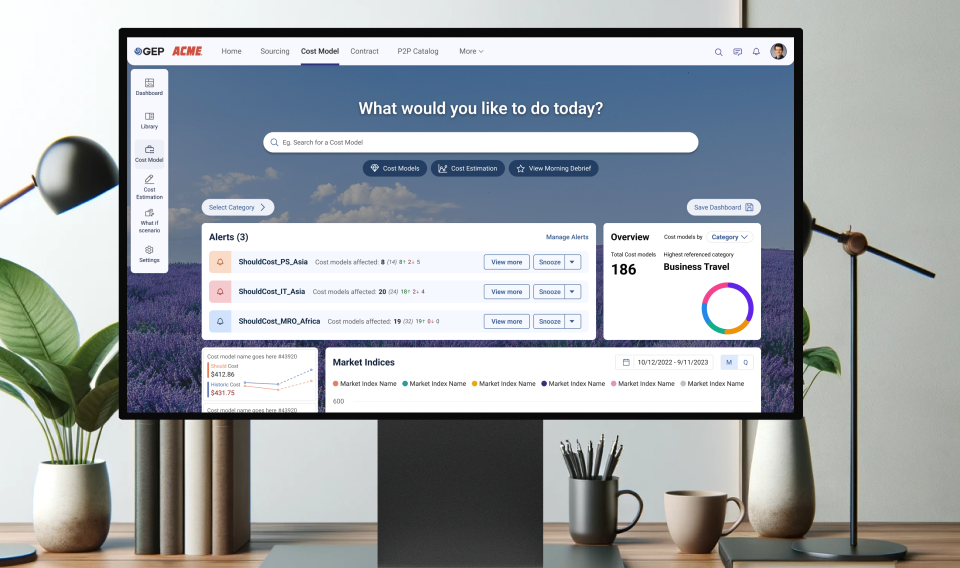 GEP ACME Home Sourcing Cost Model Contract P2P Catalog More
Dashboard
Library
Cost Model
Cost
Estimation
What if
scenario
Settings
What would you like to do today?
Eg. Search for a Cost Model
Cost Models Cost Estimation View Morning Debrief
Select Category Save Dashboard
Alerts (3) Manage Alerts
ShouldCost_PS_Asia Cost models affected: 8 (14) 8↑ 2↓ 5 View more Snooze
ShouldCost_IT_Asia Cost models affected: 20 (24) 18↑ 2↓ 4 View more Snooze
ShouldCost_MRO_Africa Cost models affected: 19 (32) 19↑ 0↓ 0 View more Snooze
Overview Cost models by Category
Total Cost models Highest referenced category
186 Business Travel
Cost model name goes here #43920
Should Cost
$412.86
Historic Cost
$431.75
Cost model name goes here #43920
Market Indices 10/12/2022 - 9/11/2023 M Q
Market Index Name Market Index Name Market Index Name Market Index Name Market Index Name Market Index Name
600